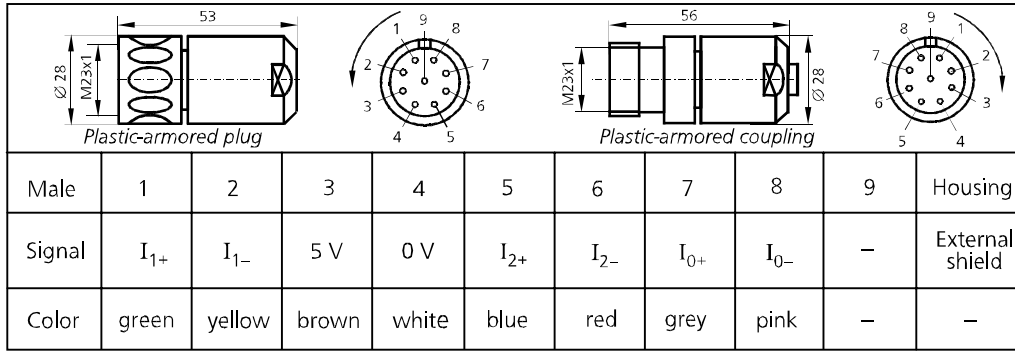 53
Ø 28
M23x1
Plastic-armored plug
9
1
8
2
7
3
6
4
5
56
M23x1
Ø 28
Plastic-armored coupling
9
8
1
7
2
6
3
5
4
Male 1 2 3 4 5 6 7 8 9 Housing
Signal I1+ I1– 5 V 0 V I2+ I2– I0+ I0– – External
shield
Color green yellow brown white blue red grey pink – –